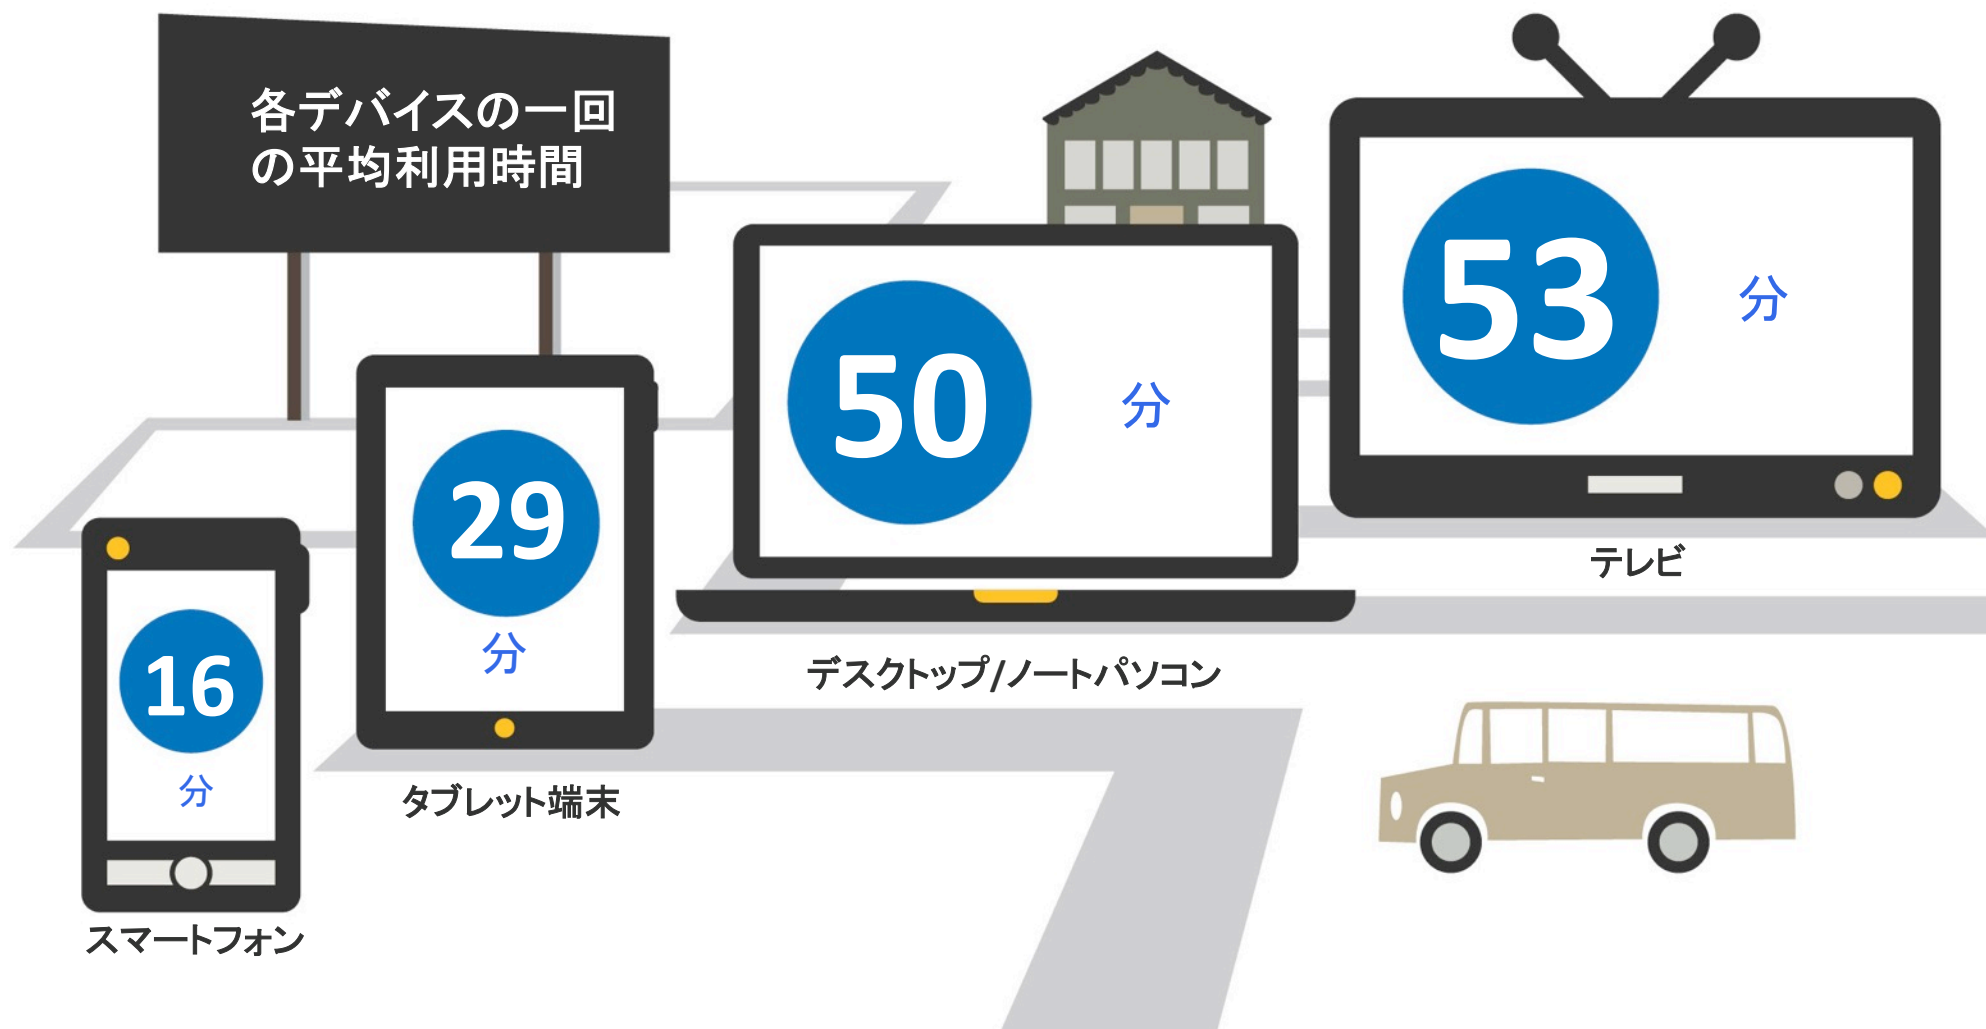 各デバイスの一回
の平均利用時間
53
分
テレビ
50
分
デスクトップ/ノートパソコン
29
分
タブレット端末
16
分
スマートフォン